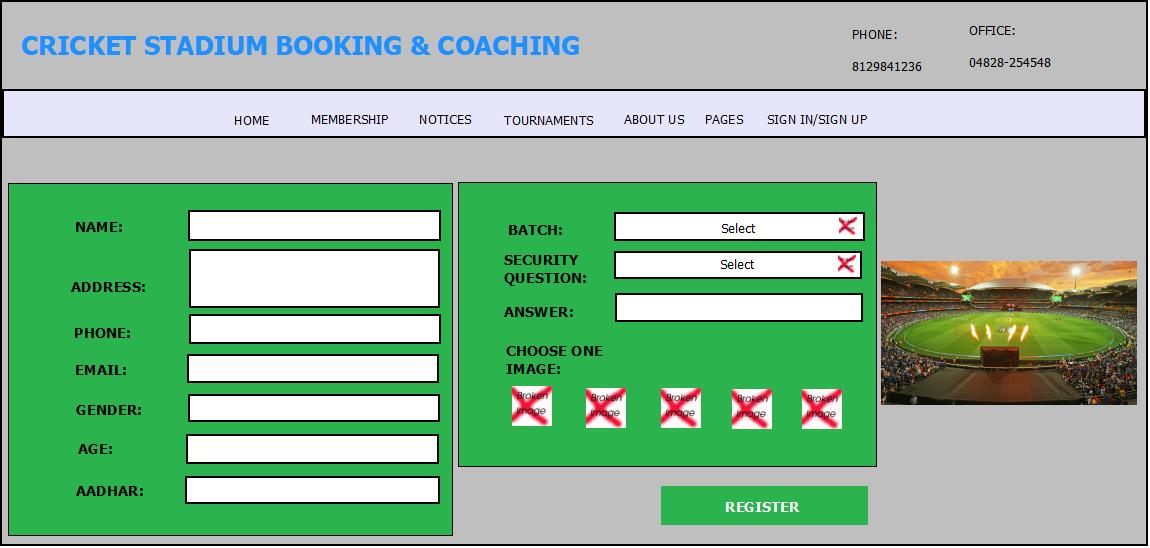 CRICKET STADIUM BOOKING & COACHING
PHONE:
8129841236
OFFICE:
04828-254548
HOME MEMBERSHIP NOTICES TOURNAMENTS ABOUT US PAGES SIGN IN/SIGN UP
NAME:
ADDRESS:
PHONE:
EMAIL:
GENDER:
AGE:
AADHAR:
BATCH: Select
SECURITY
QUESTION: Select
ANSWER:
CHOOSE ONE
IMAGE:
Broken Broken Broken Broken Broken
Image Image Image Image Image
REGISTER